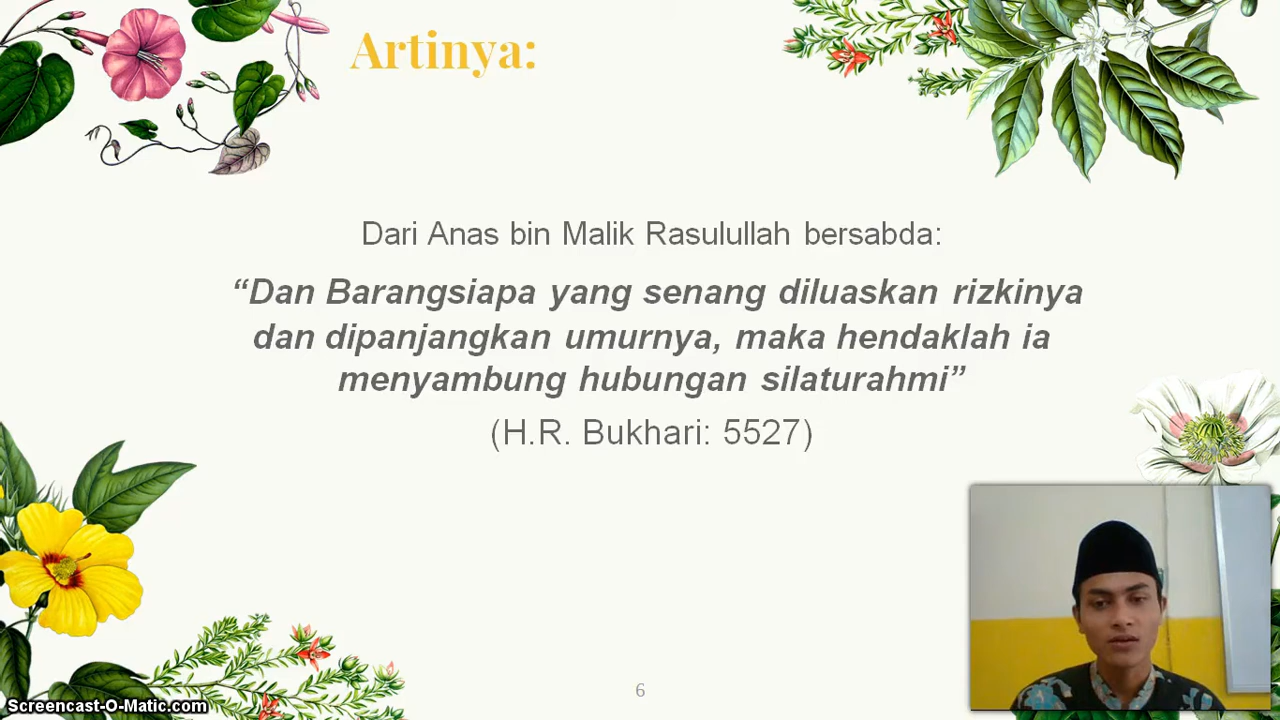 Artinya:
Dari Anas bin Malik Rasulullah bersabda:
“Dan Barangsiapa yang senang diluaskan rizkinya
dan dipanjangkan umurnya, maka hendaklah ia
menyambung hubungan silaturahmi”
(H.R. Bukhari: 5527)
6
Screencast-O-Matic.com